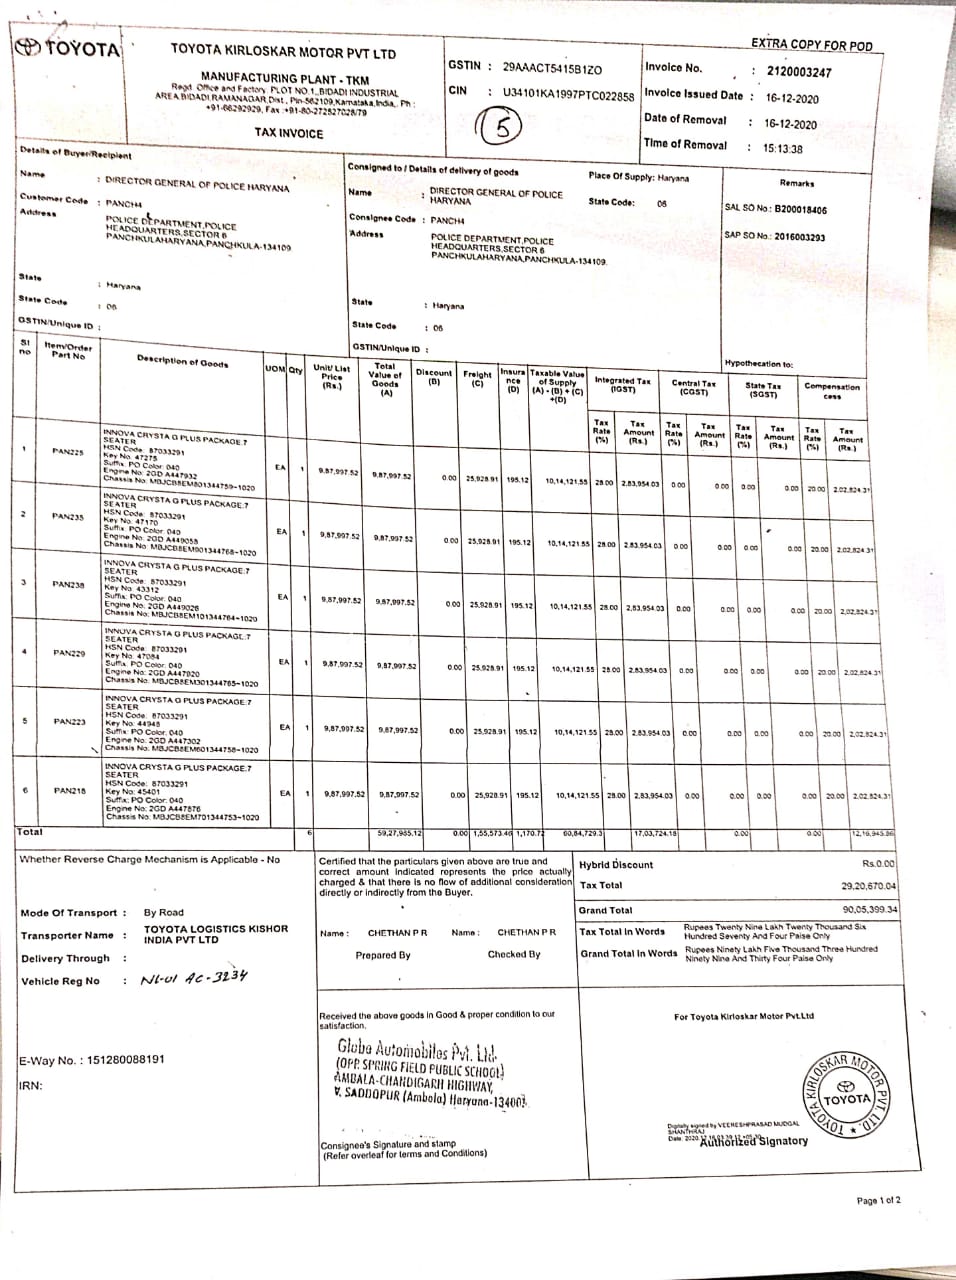 EXTRA COPY FOR POD
TOYOTA
TOYOTA KIRLOSKAR MOTOR PVT LTD
MANUFACTURING PLANT - TKM
Regd. Office and Factory, PLOT NO.1, BIDADI INDUSTRIAL
AREA BIDADI, RAMANAGAR, Dist., Pin-562109, Karnataka, India, Ph :
+91-66292929, Fax :+91-80-272527028/79
TAX INVOICE
GSTIN : 29AAACT5415B1ZO
CIN : U34101KA1997PTC022858
5
Invoice No. : 2120003247
Invoice Issued Date : 16-12-2020
Date of Removal : 16-12-2020
Time of Removal : 15:13:38
Details of Buyer/Recipient
Name : DIRECTOR GENERAL OF POLICE HARYANA
Customer Code : PANCH4
Address
POLICE DEPARTMENT,POLICE
HEADQUARTERS,SECTOR 6
PANCHKULAHARYANA,PANCHKULA-134109
State : Haryana
State Code : 06
GSTIN/Unique ID :
Consigned to / Details of delivery of goods
Place Of Supply: Haryana
Name : DIRECTOR GENERAL OF POLICE
HARYANA
State Code: 06
Consignee Code : PANCH4
Address
POLICE DEPARTMENT,POLICE
HEADQUARTERS,SECTOR 6
PANCHKULAHARYANA,PANCHKULA-134109.
State : Haryana
State Code : 06
GSTIN/Unique ID :
Remarks
SAL SO No.: B200018406
SAP SO No.: 2016003293
Hypothecation to:
Sl no Item/Order Part No Description of Goods UOM Qty Unit/ List Price (Rs.) Total Value of Goods (A) Discount (B) Freight (C) Insurance (D) Taxable Value of Supply (A) - (B) + (C) +(D) Integrated Tax (IGST) Central Tax (CGST) State Tax (SGST) Compensation cess
Tax Rate (%) Tax Amount (Rs.) Tax Rate (%) Tax Amount (Rs.) Tax Rate (%) Tax Amount (Rs.) Tax Rate (%) Tax Amount (Rs.)
INNOVA CRYSTA G PLUS PACKAGE.7
SEATER
HSN Code: 87033291
Key No: 47275
Suffix: PO Color: 040
Engine No: 2GD A447932
Chassis No: MBJCB8EM801344759-1020
1 PAN225 EA 1 9,87,997.52 9,87,997.52 0.00 25,928.91 195.12 10,14,121.55 28.00 2,83,954.03 0.00 0.00 0.00 0.00 20.00 2,02,824.31
INNOVA CRYSTA G PLUS PACKAGE.7
SEATER
HSN Code: 87033291
Key No: 47170
Suffix: PO Color: 040
Engine No: 2GD A449058
Chassis No: MBJCB8EM901344768-1020
2 PAN235 EA 1 9,87,997.52 9,87,997.52 0.00 25,928.91 195.12 10,14,121.55 28.00 2,83,954.03 0.00 0.00 0.00 0.00 20.00 2,02,824.31
INNOVA CRYSTA G PLUS PACKAGE.7
SEATER
HSN Code: 87033291
Key No: 43312
Suffix: PO Color: 040
Engine No: 2GD A449026
Chassis No: MBJCB8EM101344764-1020
3 PAN238 EA 1 9,87,997.52 9,87,997.52 0.00 25,928.91 195.12 10,14,121.55 28.00 2,83,954.03 0.00 0.00 0.00 0.00 20.00 2,02,824.31
INNOVA CRYSTA G PLUS PACKAGE.7
SEATER
HSN Code: 87033291
Key No: 47084
Suffix: PO Color: 040
Engine No: 2GD A447920
Chassis No: MBJCB8EM301344765-1020
4 PAN229 EA 1 9,87,997.52 9,87,997.52 0.00 25,928.91 195.12 10,14,121.55 28.00 2,83,954.03 0.00 0.00 0.00 0.00 20.00 2,02,824.31
INNOVA CRYSTA G PLUS PACKAGE.7
SEATER
HSN Code: 87033291
Key No: 44945
Suffix: PO Color: 040
Engine No: 2GD A447302
Chassis No: MBJCB8EM601344758-1020
5 PAN223 EA 1 9,87,997.52 9,87,997.52 0.00 25,928.91 195.12 10,14,121.55 28.00 2,83,954.03 0.00 0.00 0.00 0.00 20.00 2,02,824.31
INNOVA CRYSTA G PLUS PACKAGE.7
SEATER
HSN Code: 87033291
Key No: 45401
Suffix: PO Color: 040
Engine No: 2GD A447876
Chassis No: MBJCB8EM701344753-1020
6 PAN218 EA 1 9,87,997.52 9,87,997.52 0.00 25,928.91 195.12 10,14,121.55 28.00 2,83,954.03 0.00 0.00 0.00 0.00 20.00 2,02,824.31
Total 6 59,27,985.12 0.00 1,55,573.46 1,170.72 60,84,729.3 17,03,724.18 0.00 0.00 12,16,945.86
Whether Reverse Charge Mechanism is Applicable - No
Mode Of Transport : By Road
Transporter Name : TOYOTA LOGISTICS KISHOR
INDIA PVT LTD
Delivery Through :
Vehicle Reg No : NL-01 AC-3234
E-Way No. : 151280088191
IRN:
Certified that the particulars given above are true and
correct amount indicated represents the price actually
charged & that there is no flow of additional consideration
directly or indirectly from the Buyer.
Name : CHETHAN P R Name : CHETHAN P R
Prepared By Checked By
Hybrid Discount Rs.0.00
Tax Total 29,20,670.04
Grand Total 90,05,399.34
Tax Total In Words Rupees Twenty Nine Lakh Twenty Thousand Six
Hundred Seventy And Four Paise Only
Grand Total In Words Rupees Ninety Lakh Five Thousand Three Hundred
Ninety Nine And Thirty Four Paise Only
Received the above goods in Good & proper condition to our
satisfaction.
Globe Automobiles Pvt. Ltd.
(OPP. SPRING FIELD PUBLIC SCHOOL)
AMBALA-CHANDIGARH HIGHWAY,
V. SADDOPUR (Ambala) Haryana-134003
Consignee's Signature and stamp
(Refer overleaf for terms and Conditions)
For Toyota Kirloskar Motor Pvt.Ltd
TOYOTA KIRLOSKAR MOTOR PVT. LTD.
TOYOTA
Digitally signed by VEERESHPRASAD MUDGAL
SHANTHRAJ
Authorized Signatory
Page 1 of 2